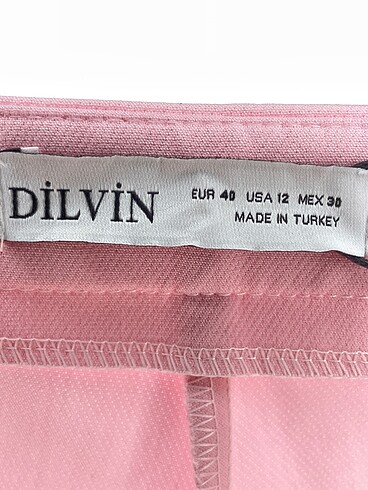 DİLVİN
EUR 40 USA 12 MEX 30
MADE IN TURKEY